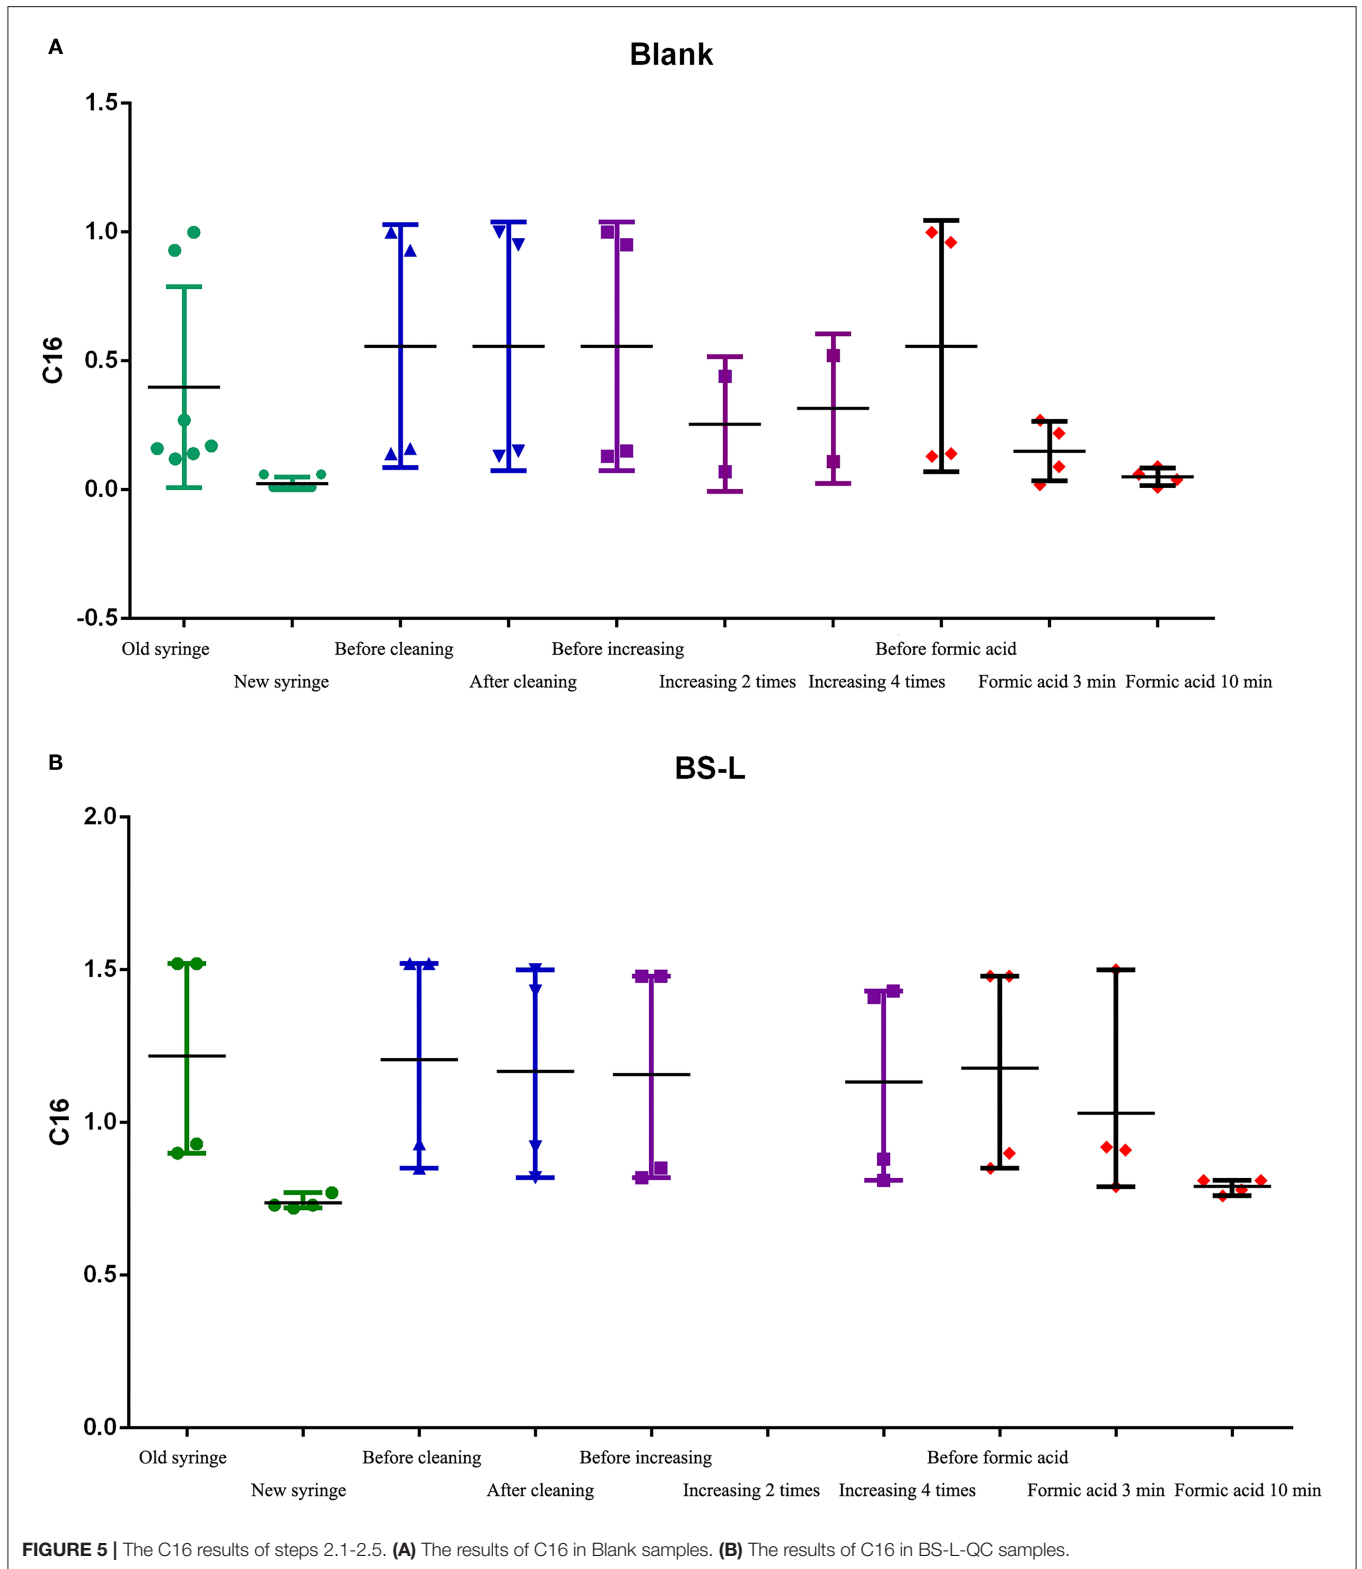 A
Blank
1.5
1.0
0.5
0.0
-0.5
C16
Old syringe
Before cleaning
Before increasing
Before formic acid
New syringe
After cleaning
Increasing 2 times
Increasing 4 times
Formic acid 3 min
Formic acid 10 min
B
BS-L
2.0
1.5
1.0
0.5
0.0
C16
Old syringe
Before cleaning
Before increasing
Before formic acid
New syringe
After cleaning
Increasing 2 times
Increasing 4 times
Formic acid 3 min
Formic acid 10 min
FIGURE 5 | The C16 results of steps 2.1-2.5. (A) The results of C16 in Blank samples. (B) The results of C16 in BS-L-QC samples.